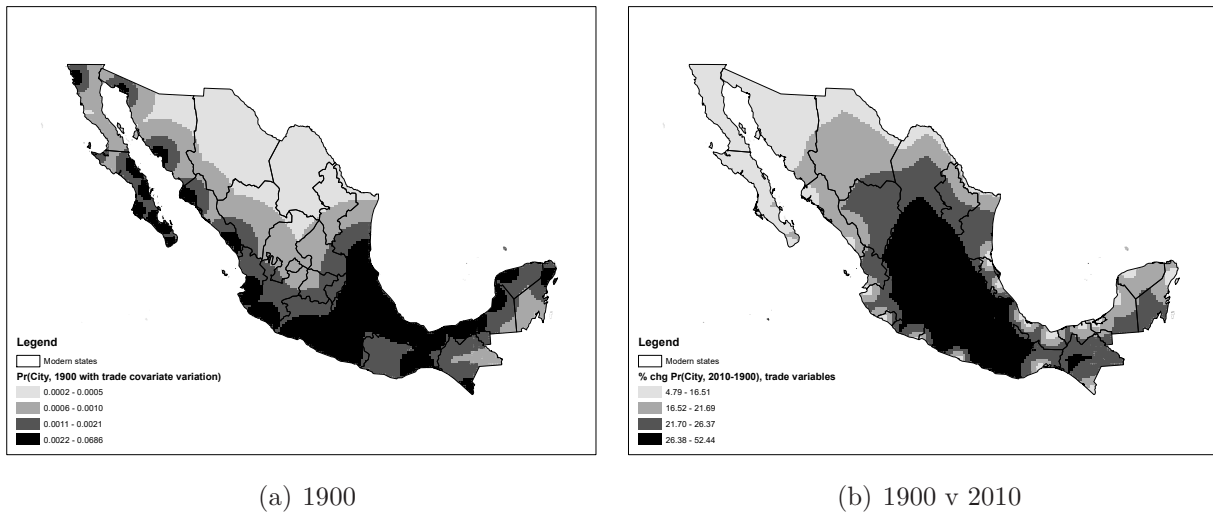 Legend
Modern states
Pr(City, 1900 with trade covariate variation)
0.0002 - 0.0005
0.0006 - 0.0010
0.0011 - 0.0021
0.0022 - 0.0686
(a) 1900
Legend
Modern states
% chg Pr(City, 2010-1900), trade variables
4.79 - 16.51
16.52 - 21.69
21.70 - 26.37
26.38 - 52.44
(b) 1900 v 2010